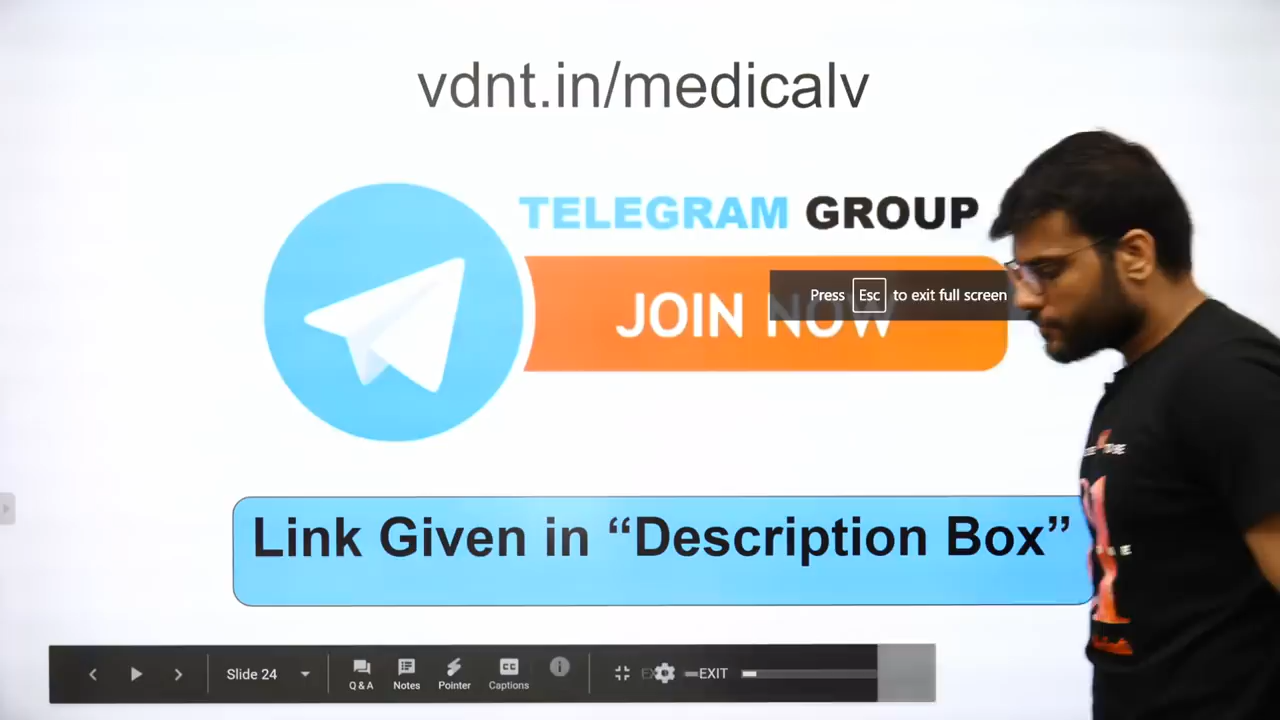 vdnt.in/medicalv
TELEGRAM GROUP
JOIN NOW
Press Esc to exit full screen
Link Given in “Description Box”
Slide 24
Q & A
Notes
Pointer
CC
Captions
EXIT